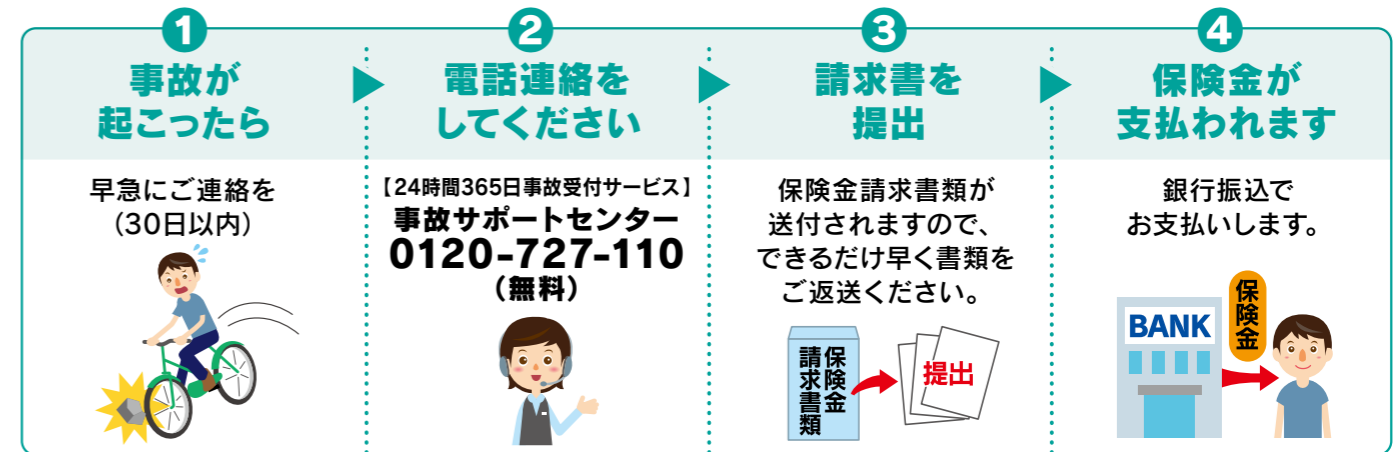 1
事故が
起こったら
早急にご連絡を
（30日以内）
2
電話連絡を
してください
【24時間365日事故受付サービス】
事故サポートセンター
0120-727-110
（無料）
3
請求書を
提出
保険金請求書類が
送付されますので、
できるだけ早く書類を
ご返送ください。
保険金
請求書類
提出
4
保険金が
支払われます
銀行振込で
お支払いします。
BANK
保険金